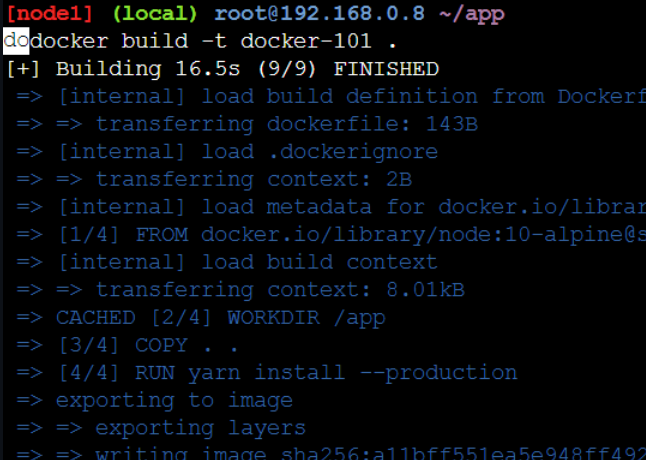 [node1] (local) root@192.168.0.8 ~/app
dodocker build -t docker-101 .
[+] Building 16.5s (9/9) FINISHED
=> [internal] load build definition from Dockerf
=> => transferring dockerfile: 143B
=> [internal] load .dockerignore
=> => transferring context: 2B
=> [internal] load metadata for docker.io/librar
=> [1/4] FROM docker.io/library/node:10-alpine@s
=> [internal] load build context
=> => transferring context: 8.01kB
=> CACHED [2/4] WORKDIR /app
=> [3/4] COPY . .
=> [4/4] RUN yarn install --production
=> exporting to image
=> => exporting layers
=> => writing image sha256:a11bff551ea5e948ff492